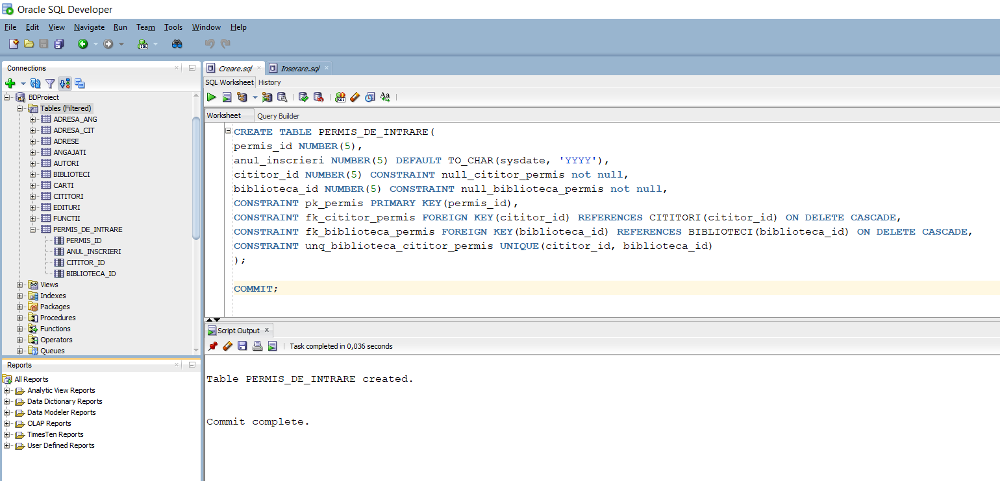 Oracle SQL Developer
File Edit View Navigate Run Team Tools Window Help
Connections
BDProject
Tables (Filtered)
ADRESA_ANG
ADRESA_CIT
ADRESE
ANGAJATI
AUTORI
BIBLIOTECI
CARTI
CITITORI
EDITURI
FUNCTII
PERMIS_DE_INTRARE
PERMIS_ID
ANUL_INSCRIERI
CITITOR_ID
BIBLIOTECA_ID
Views
Indexes
Packages
Procedures
Functions
Operators
Queues
Reports
All Reports
Analytic View Reports
Data Dictionary Reports
Data Modeler Reports
OLAP Reports
TimesTen Reports
User Defined Reports
Creare.sql Inserare.sql
SQL Worksheet History
Worksheet Query Builder
CREATE TABLE PERMIS_DE_INTRARE(
permis_id NUMBER(5),
anul_inscrieri NUMBER(5) DEFAULT TO_CHAR(sysdate, 'YYYY'),
cititor_id NUMBER(5) CONSTRAINT null_cititor_permis not null,
biblioteca_id NUMBER(5) CONSTRAINT null_biblioteca_permis not null,
CONSTRAINT pk_permis PRIMARY KEY(permis_id),
CONSTRAINT fk_cititor_permis FOREIGN KEY(cititor_id) REFERENCES CITITORI(cititor_id) ON DELETE CASCADE,
CONSTRAINT fk_biblioteca_permis FOREIGN KEY(biblioteca_id) REFERENCES BIBLIOTECI(biblioteca_id) ON DELETE CASCADE,
CONSTRAINT unq_biblioteca_cititor_permis UNIQUE(cititor_id, biblioteca_id)
);
COMMIT;
Script Output
Task completed in 0,036 seconds
Table PERMIS_DE_INTRARE created.
Commit complete.